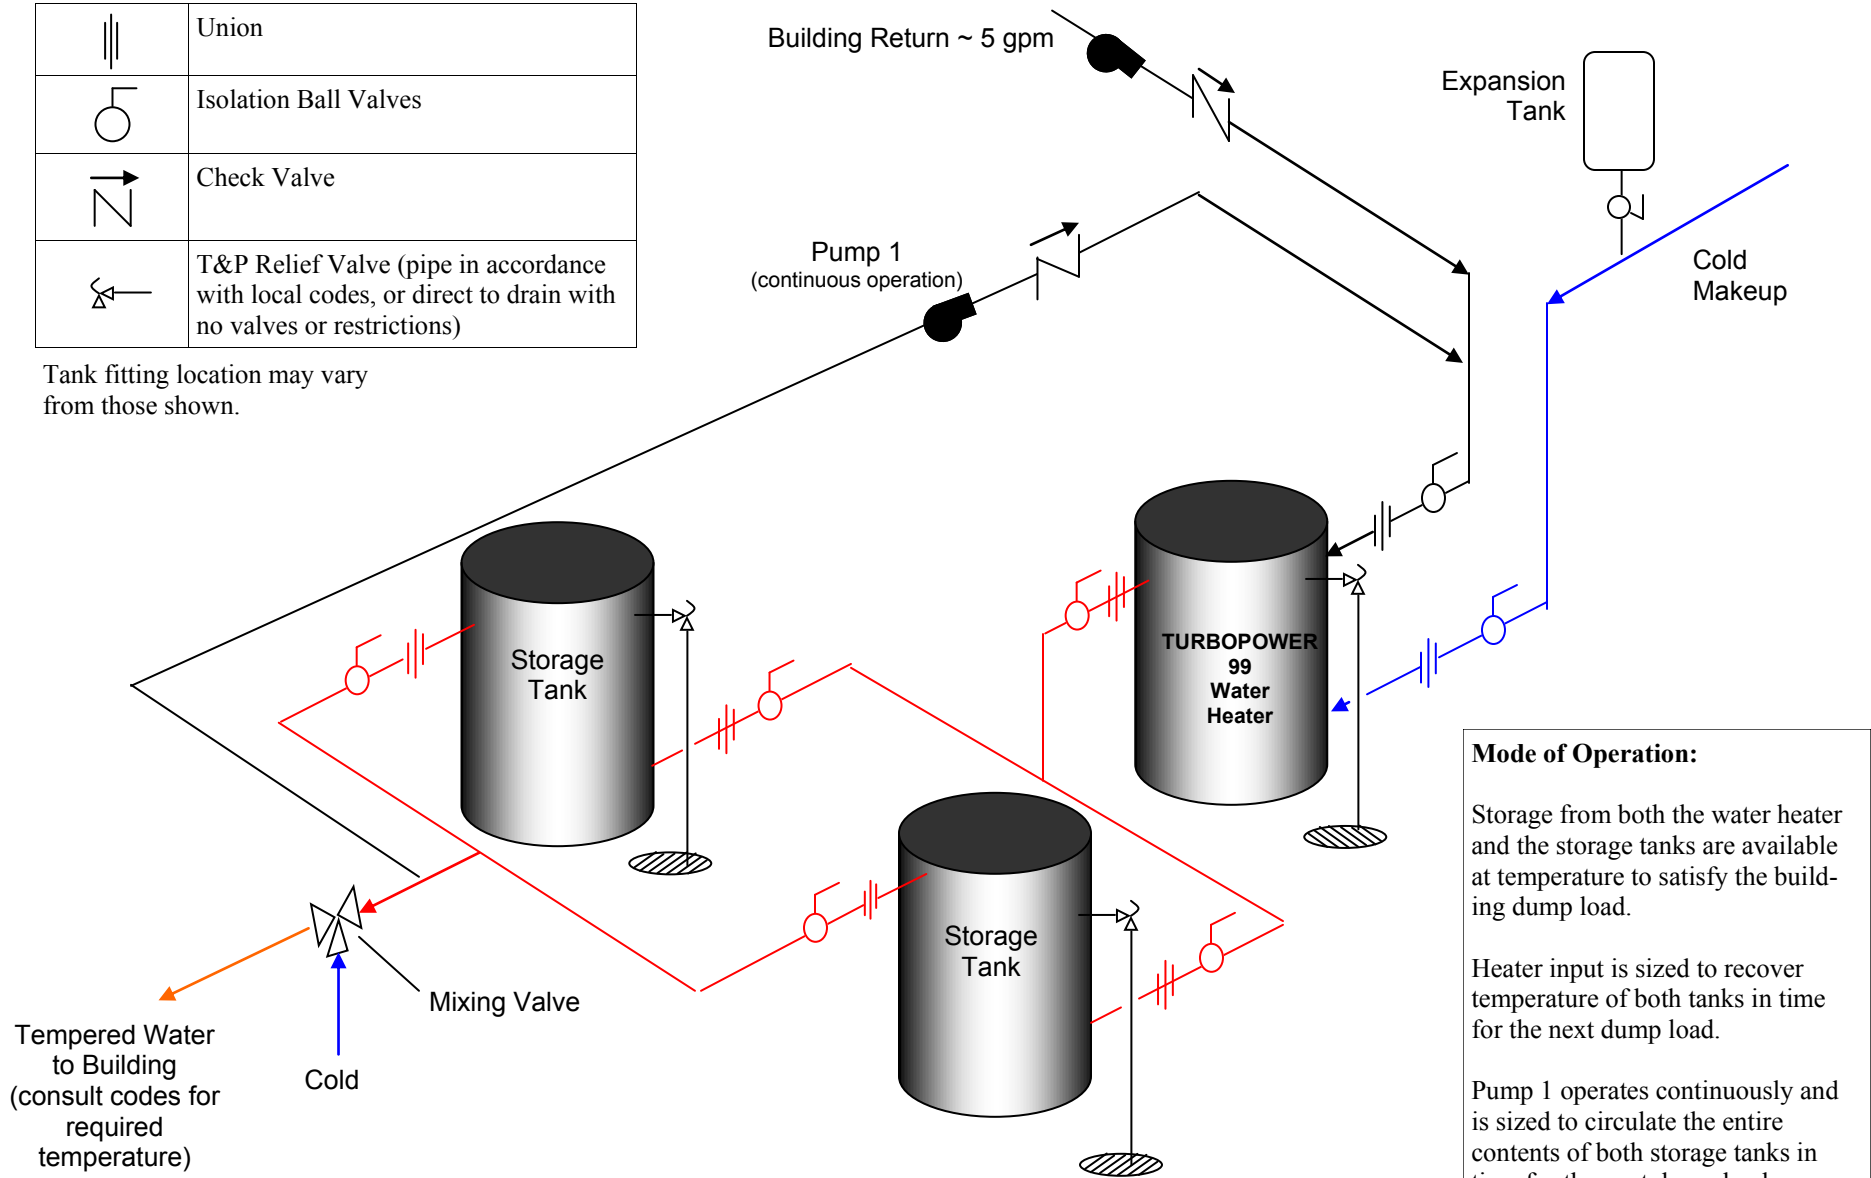 Union
Isolation Ball Valves
Check Valve
T&P Relief Valve (pipe in accordance
with local codes, or direct to drain with
no valves or restrictions)
Tank fitting location may vary
from those shown.
Building Return ~ 5 gpm
Expansion
Tank
Pump 1
(continuous operation)
Cold
Makeup
Storage
Tank
TURBOPOWER
99
Water
Heater
Storage
Tank
Mixing Valve
Tempered Water
to Building
(consult codes for
required
temperature)
Cold
Mode of Operation:
Storage from both the water heater
and the storage tanks are available
at temperature to satisfy the build-
ing dump load.
Heater input is sized to recover
temperature of both tanks in time
for the next dump load.
Pump 1 operates continuously and
is sized to circulate the entire
contents of both storage tanks in